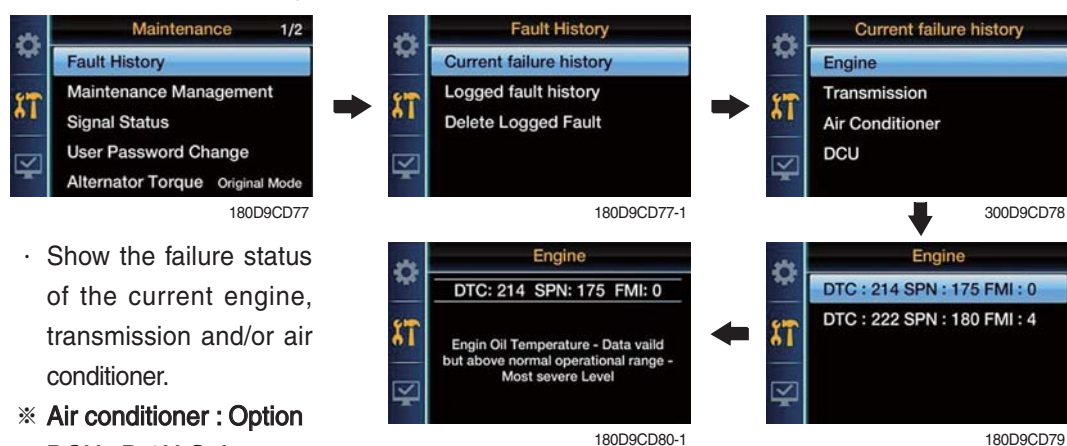 Maintenance 1/2
Fault History
Maintenance Management
Signal Status
User Password Change
Alternator Torque Original Mode
180D9CD77
Fault History
Current failure history
Logged fault history
Delete Logged Fault
180D9CD77-1
Current failure history
Engine
Transmission
Air Conditioner
DCU
300D9CD78
· Show the failure status
of the current engine,
transmission and/or air
conditioner.
※ Air conditioner : Option
Engine
DTC : 214 SPN : 175 FMI : 0
DTC : 222 SPN : 180 FMI : 4
180D9CD79
Engine
DTC: 214 SPN: 175 FMI: 0
Engin Oil Temperature - Data vaild
but above normal operational range -
Most severe Level
180D9CD80-1